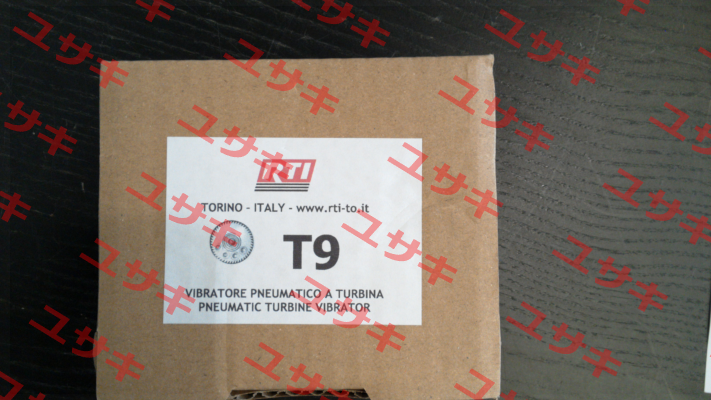 RTI
TORINO - ITALY - www.rti-to.it
T9
VIBRATORE PNEUMATICO A TURBINA
PNEUMATIC TURBINE VIBRATOR
ユサキ